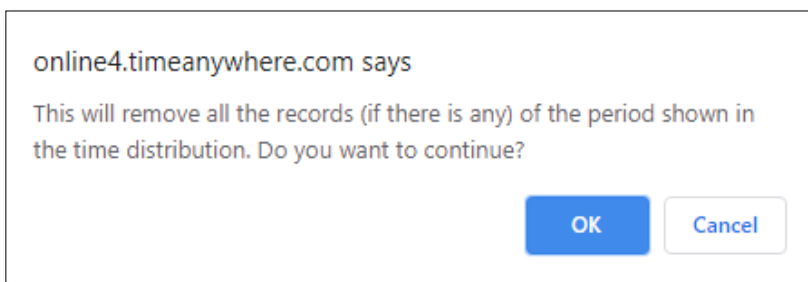 online4.timeanywhere.com says
This will remove all the records (if there is any) of the period shown in
the time distribution. Do you want to continue?
OK Cancel